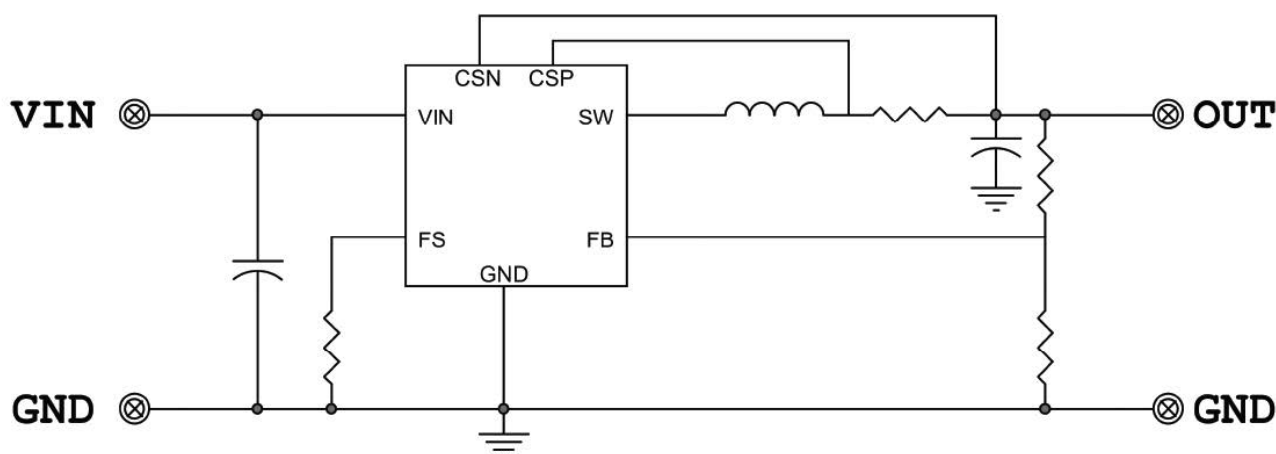 CSN CSP
VIN VIN SW OUT
FS FB
GND
GND GND